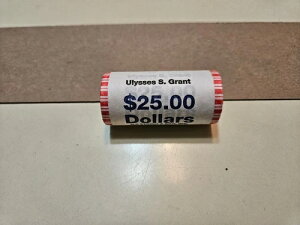 Ulysses S. Grant
$25.00
Dollars